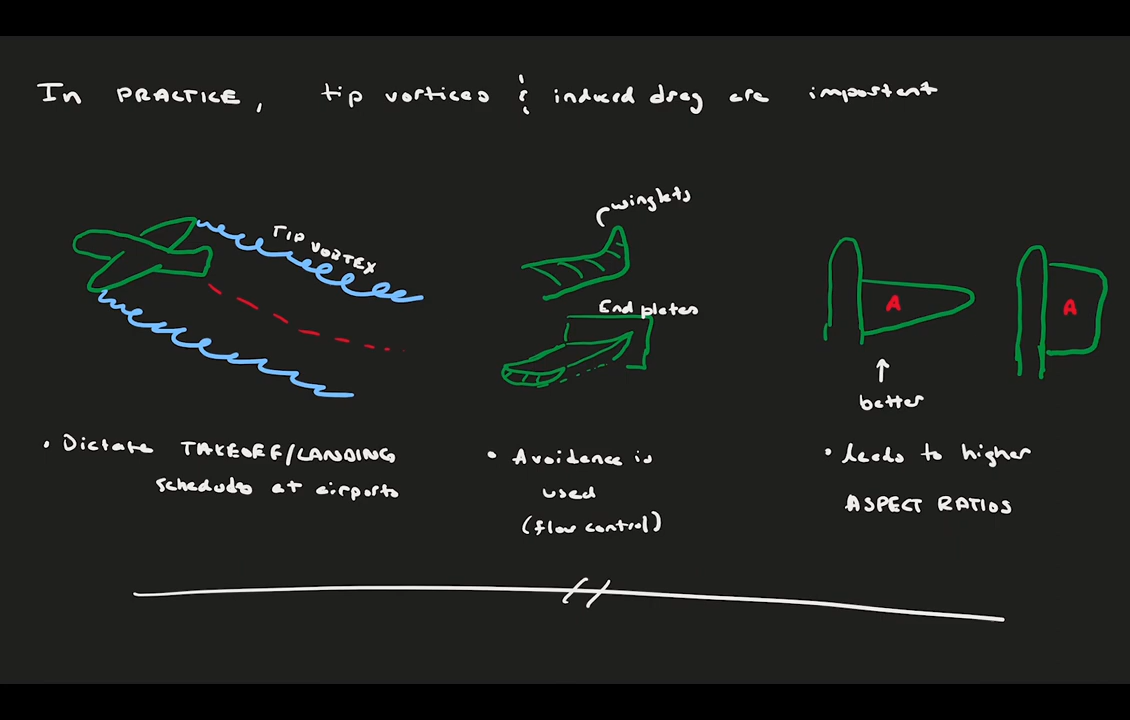 In PRACTICE, tip vortices & induced drag are important
TIP VORTEX
• Dictate TAKEOFF/LANDING
schedules at airports
winglets
End plates
• Avoidance is
used
(flow control)
A
A
↑
better
• leads to higher
ASPECT RATIOS